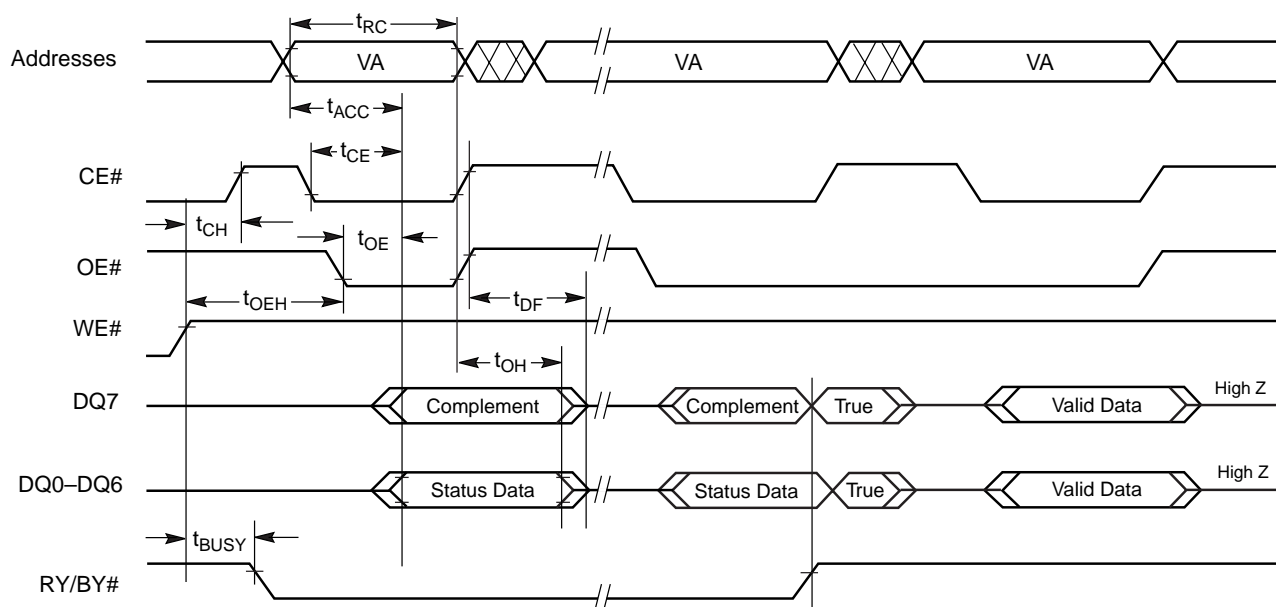 tRC
Addresses VA VA VA
tACC
tCE
CE#
tCH
tOE
OE#
tOEH tDF
WE#
tOH
DQ7 Complement Complement True Valid Data High Z
DQ0–DQ6 Status Data Status Data True Valid Data High Z
tBUSY
RY/BY#